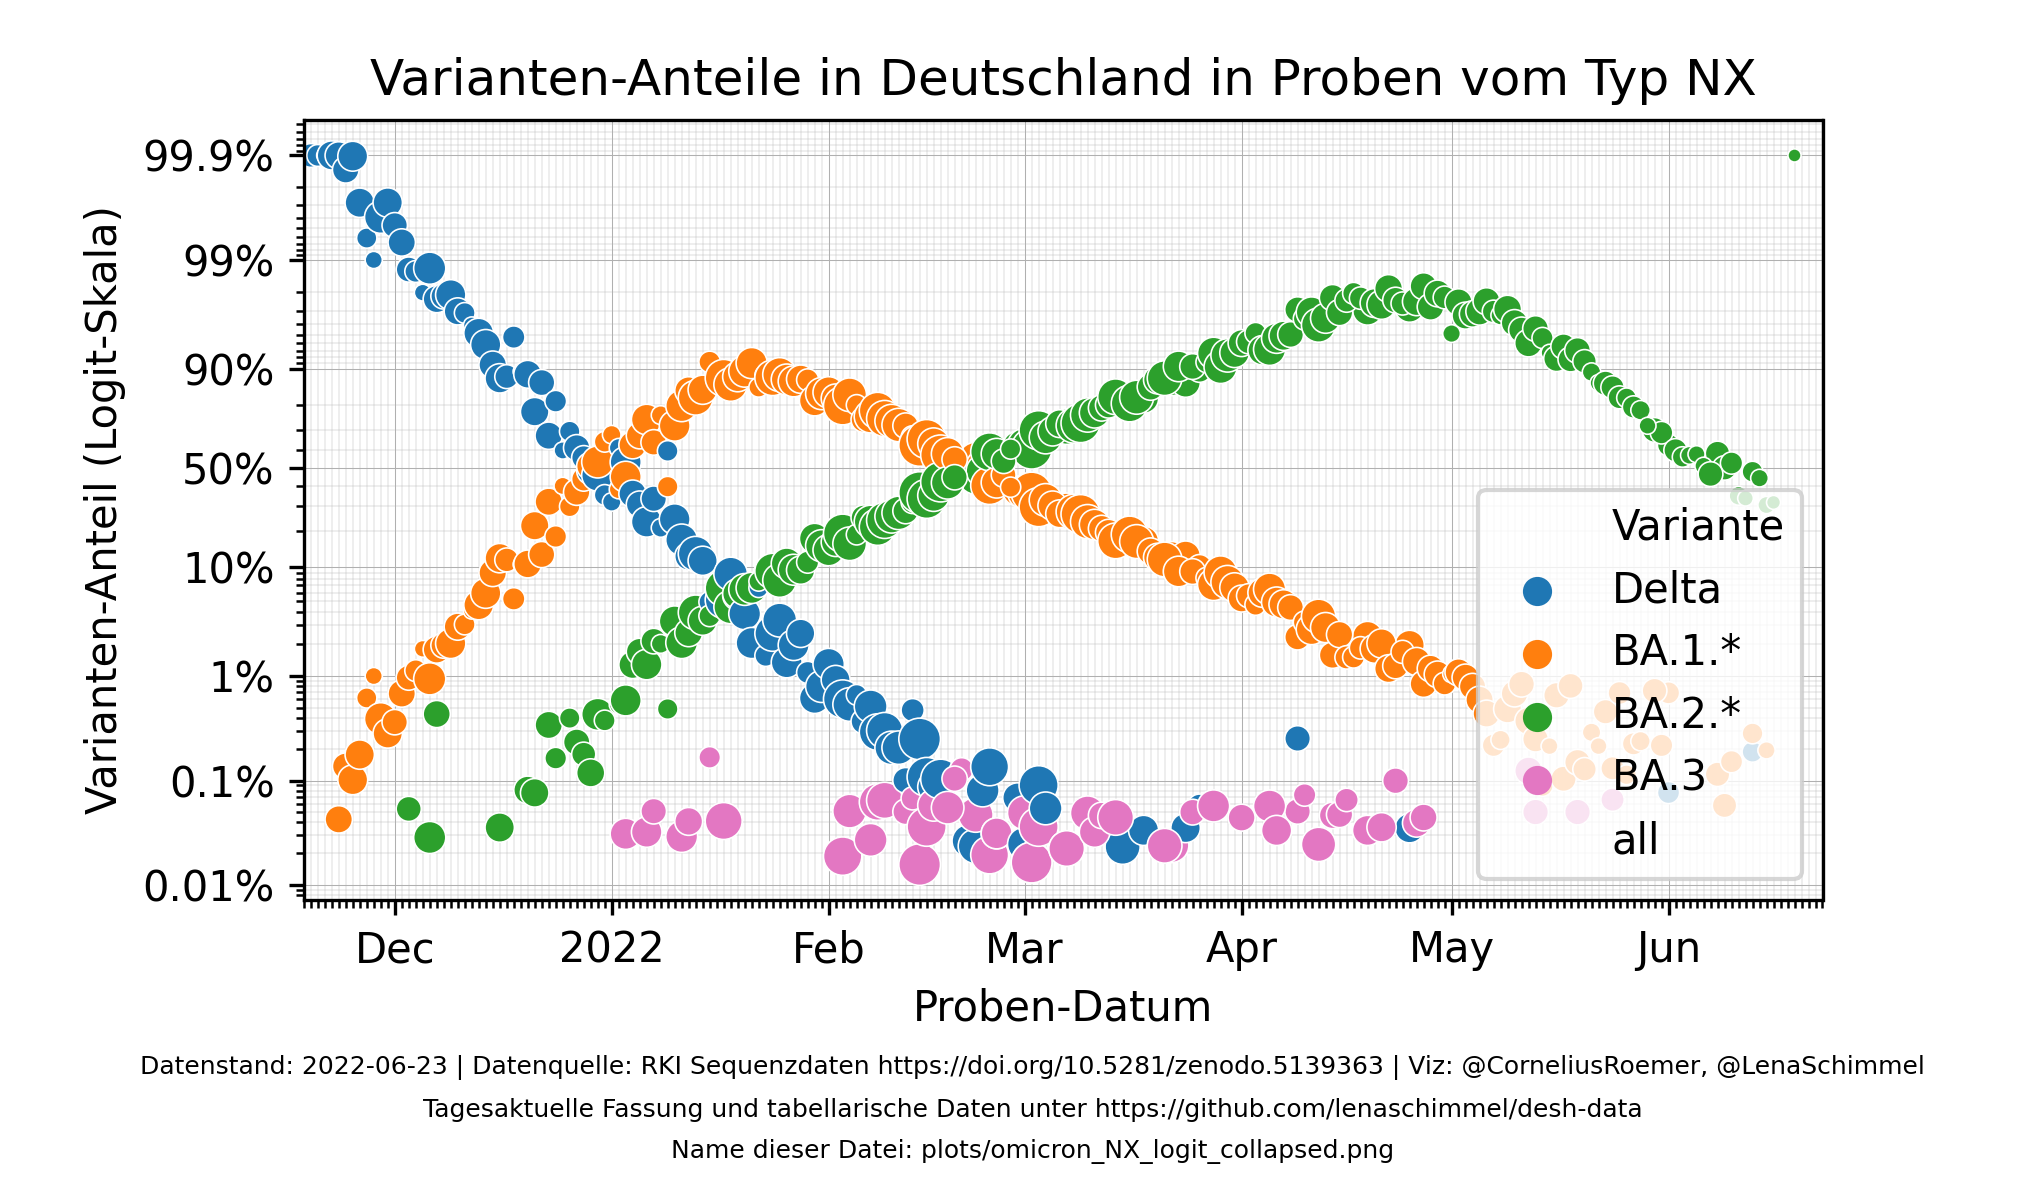 Varianten-Anteile in Deutschland in Proben vom Typ NX
Varianten-Anteil (Logit-Skala)
99.9%
99%
90%
50%
10%
1%
0.1%
0.01%
Variante
Delta
BA.1.*
BA.2.*
BA.3
all
Dec 2022 Feb Mar Apr May Jun
Proben-Datum
Datenstand: 2022-06-23 | Datenquelle: RKI Sequenzdaten https://doi.org/10.5281/zenodo.5139363 | Viz: @CorneliusRoemer, @LenaSchimmel
Tagesaktuelle Fassung und tabellarische Daten unter https://github.com/lenaschimmel/desh-data
Name dieser Datei: plots/omicron_NX_logit_collapsed.png